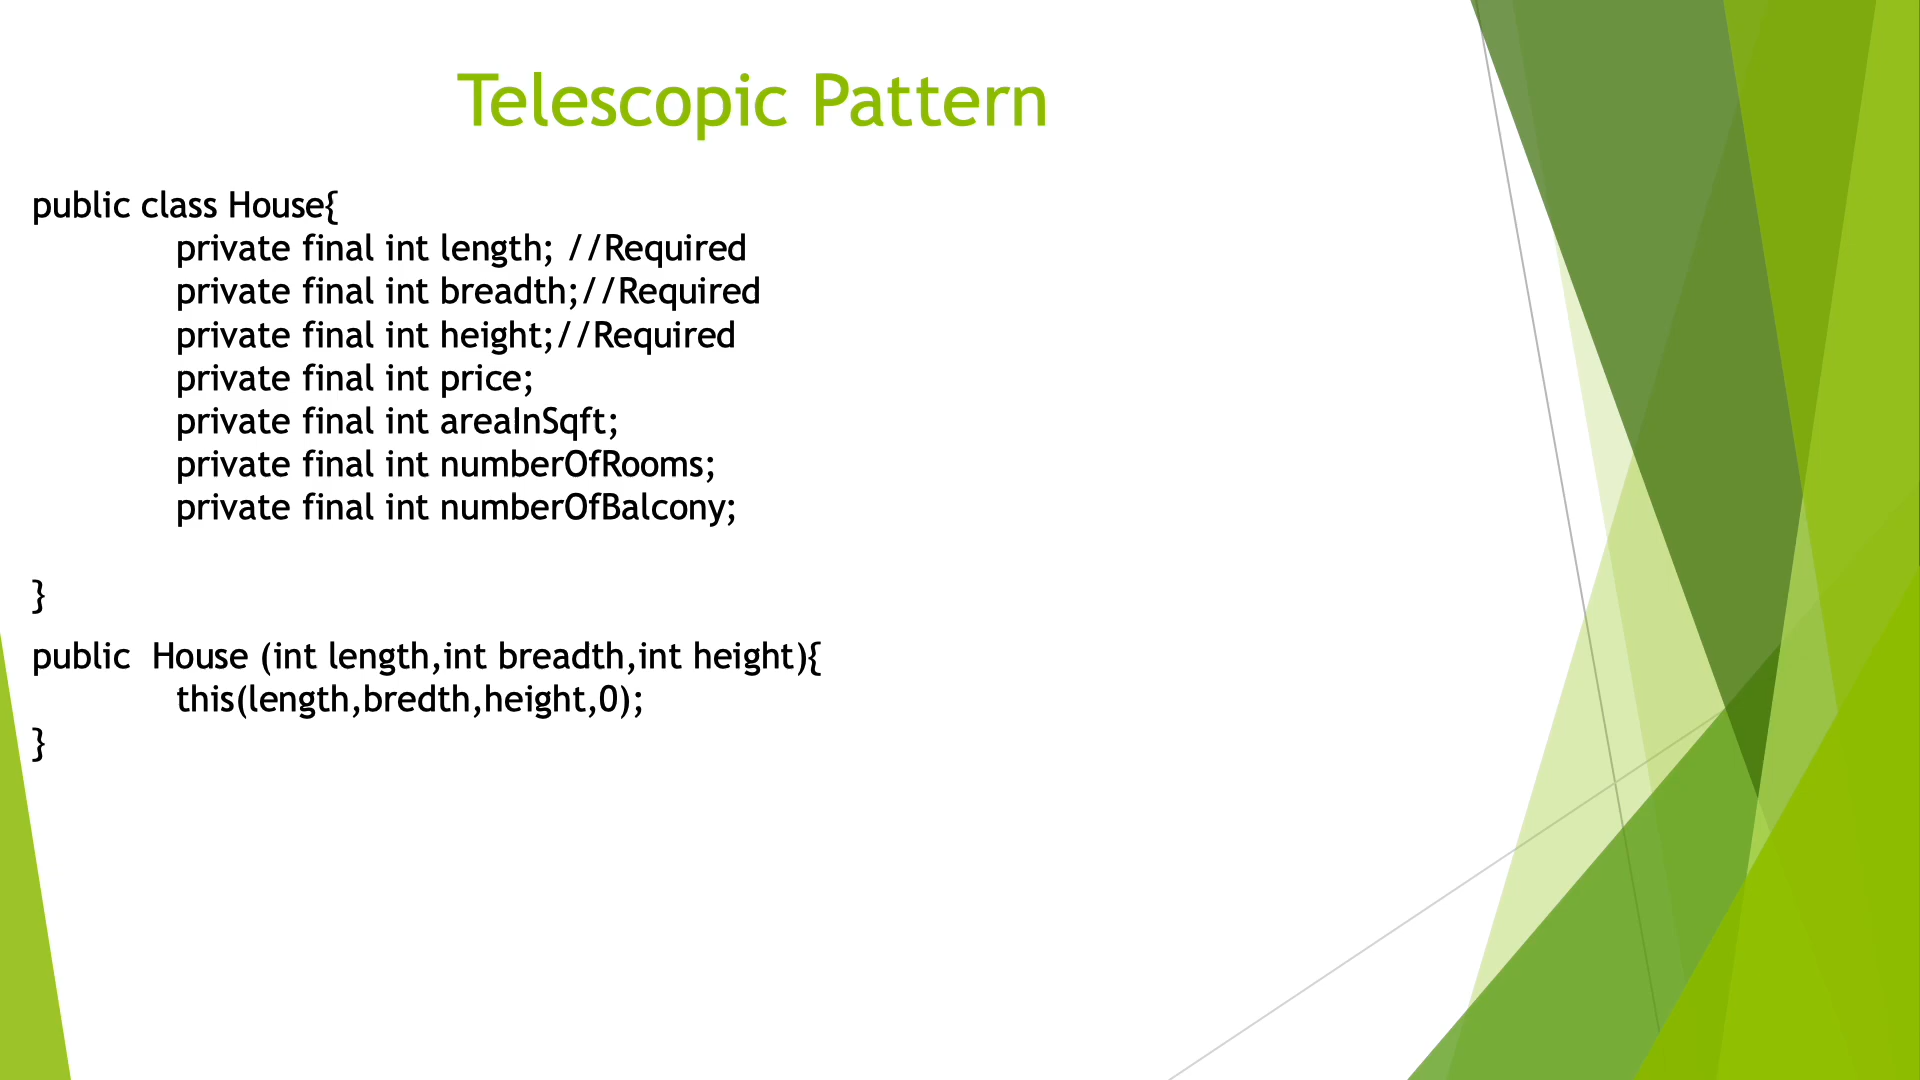 Telescopic Pattern
public class House{
private final int length; //Required
private final int breadth;//Required
private final int height;//Required
private final int price;
private final int areaInSqft;
private final int numberOfRooms;
private final int numberOfBalcony;
}
public  House (int length,int breadth,int height){
this(length,bredth,height,0);
}